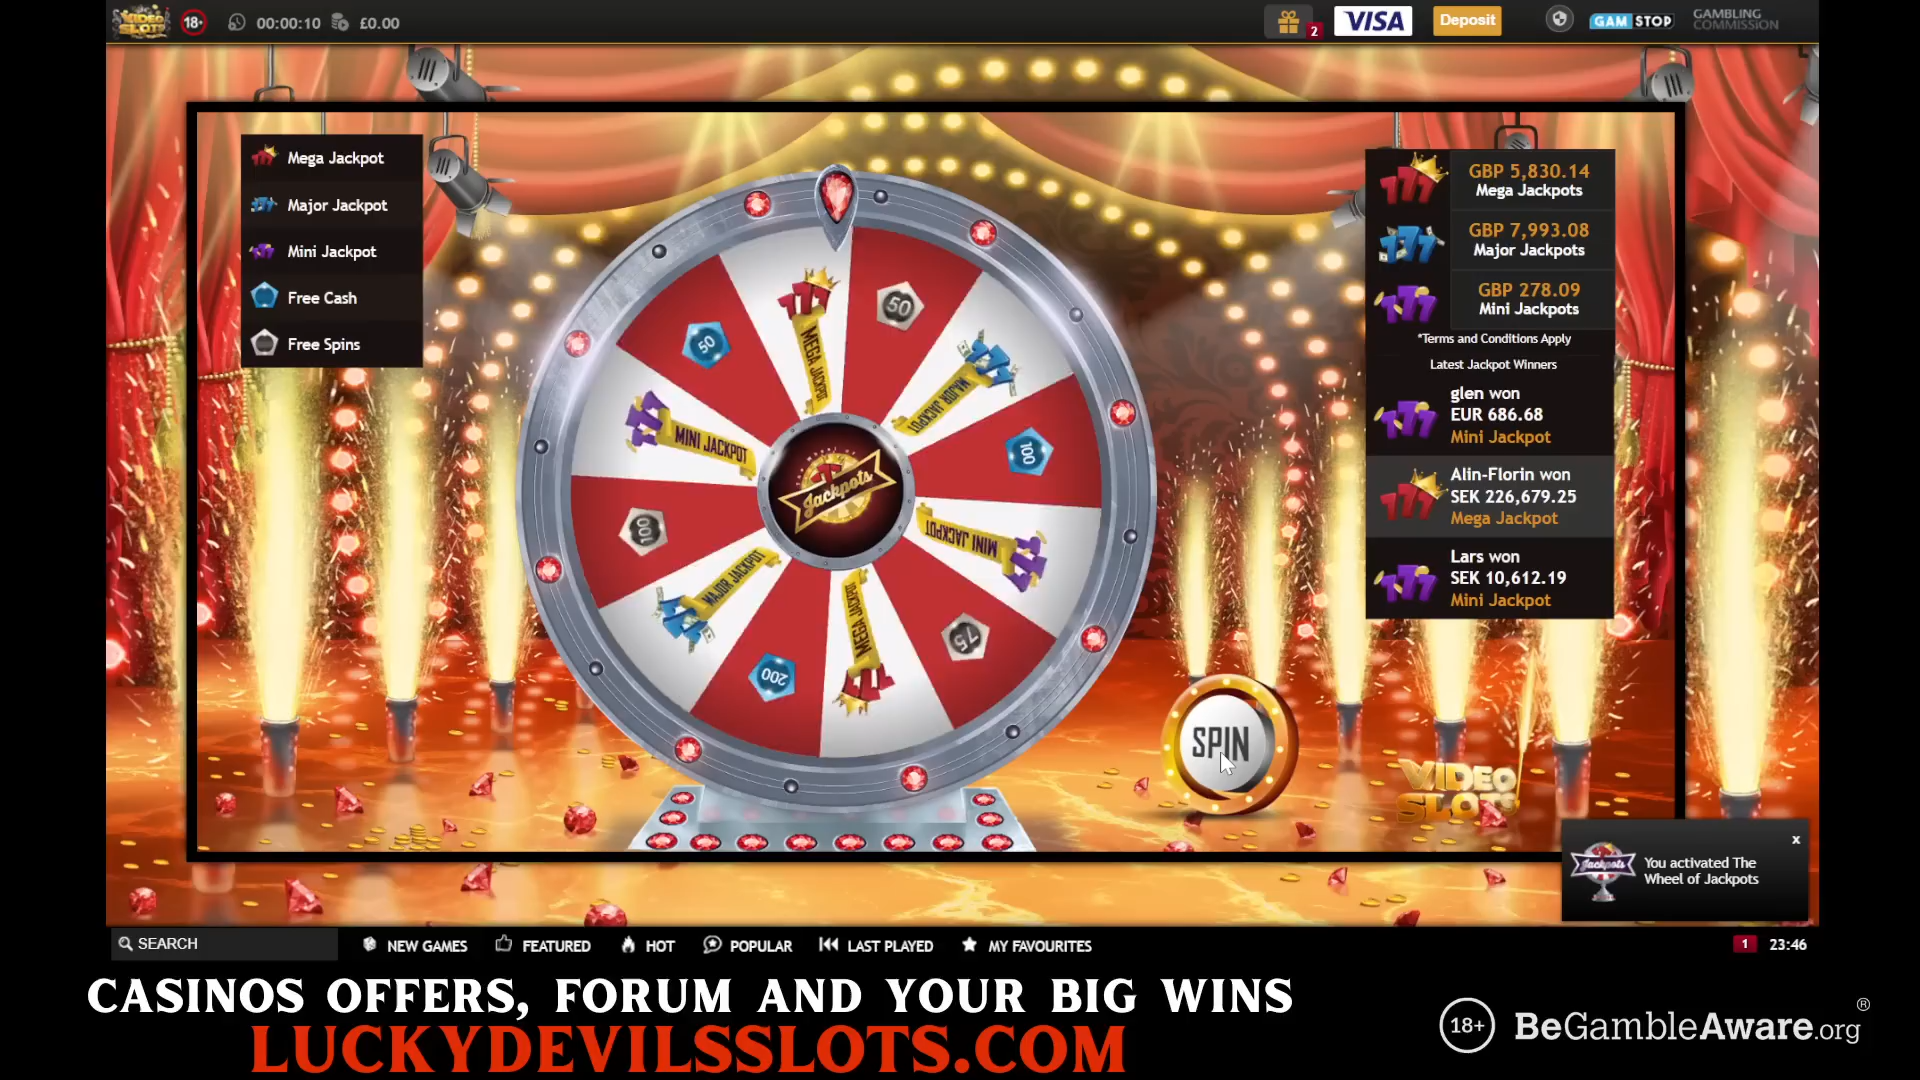 VIDEO
SLOTS
18+
00:00:10
£0.00
2
VISA
Deposit
GAMSTOP
GAMBLING
COMMISSION
Mega Jackpot
Major Jackpot
Mini Jackpot
Free Cash
Free Spins
777
MEGA JACKPOT
50
MAJOR JACKPOT
100
MINI JACKPOT
75
MEGA JACKPOT
200
MAJOR JACKPOT
100
MINI JACKPOT
50
Jackpots
GBP 5,830.14
Mega Jackpots
GBP 7,993.08
Major Jackpots
GBP 278.09
Mini Jackpots
*Terms and Conditions Apply
Latest Jackpot Winners
glen won
EUR 686.68
Mini Jackpot
Alin-Florin won
SEK 226,679.25
Mega Jackpot
Lars won
SEK 10,612.19
Mini Jackpot
SPIN
VIDEO
SLOTS
x
Jackpots
You activated The
Wheel of Jackpots
SEARCH
NEW GAMES
FEATURED
HOT
POPULAR
LAST PLAYED
MY FAVOURITES
1
23:46
CASINOS OFFERS, FORUM AND YOUR BIG WINS
LUCKYDEVILSSLOTS.COM
18+
BeGambleAware.org®